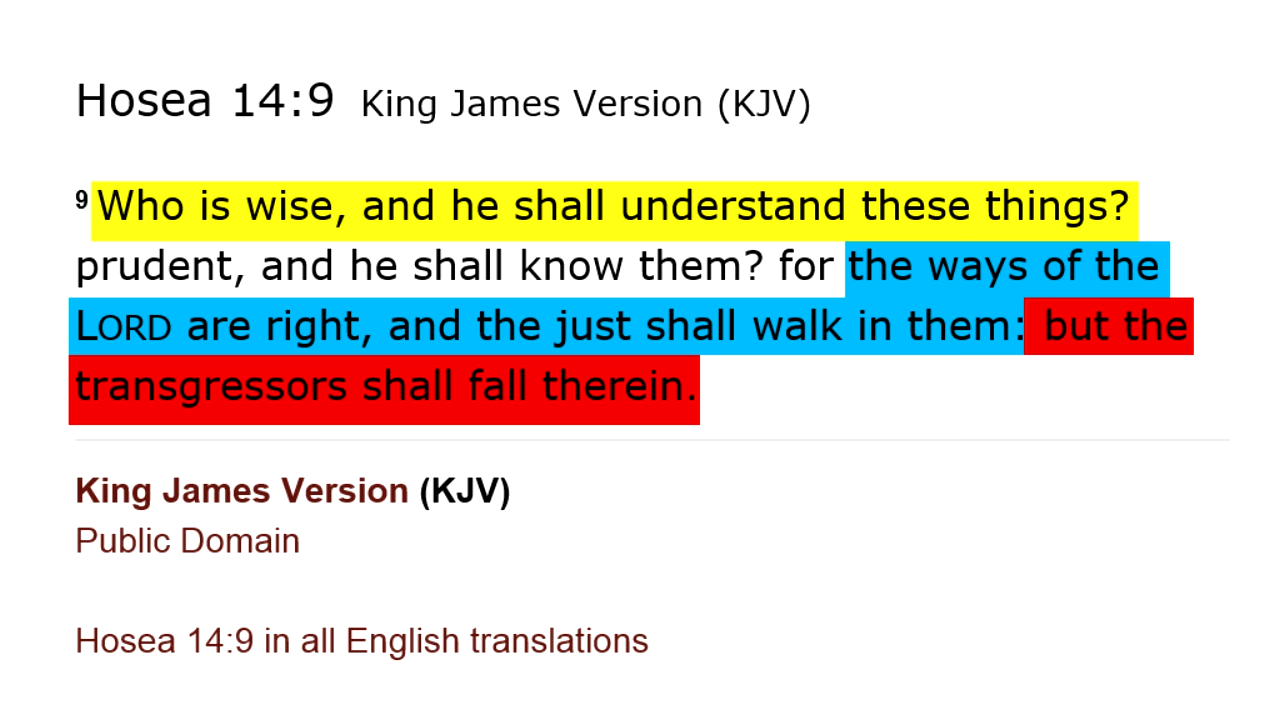 Hosea 14:9 King James Version (KJV)
9 Who is wise, and he shall understand these things?
prudent, and he shall know them? for the ways of the
LORD are right, and the just shall walk in them: but the
transgressors shall fall therein.
King James Version (KJV)
Public Domain
Hosea 14:9 in all English translations